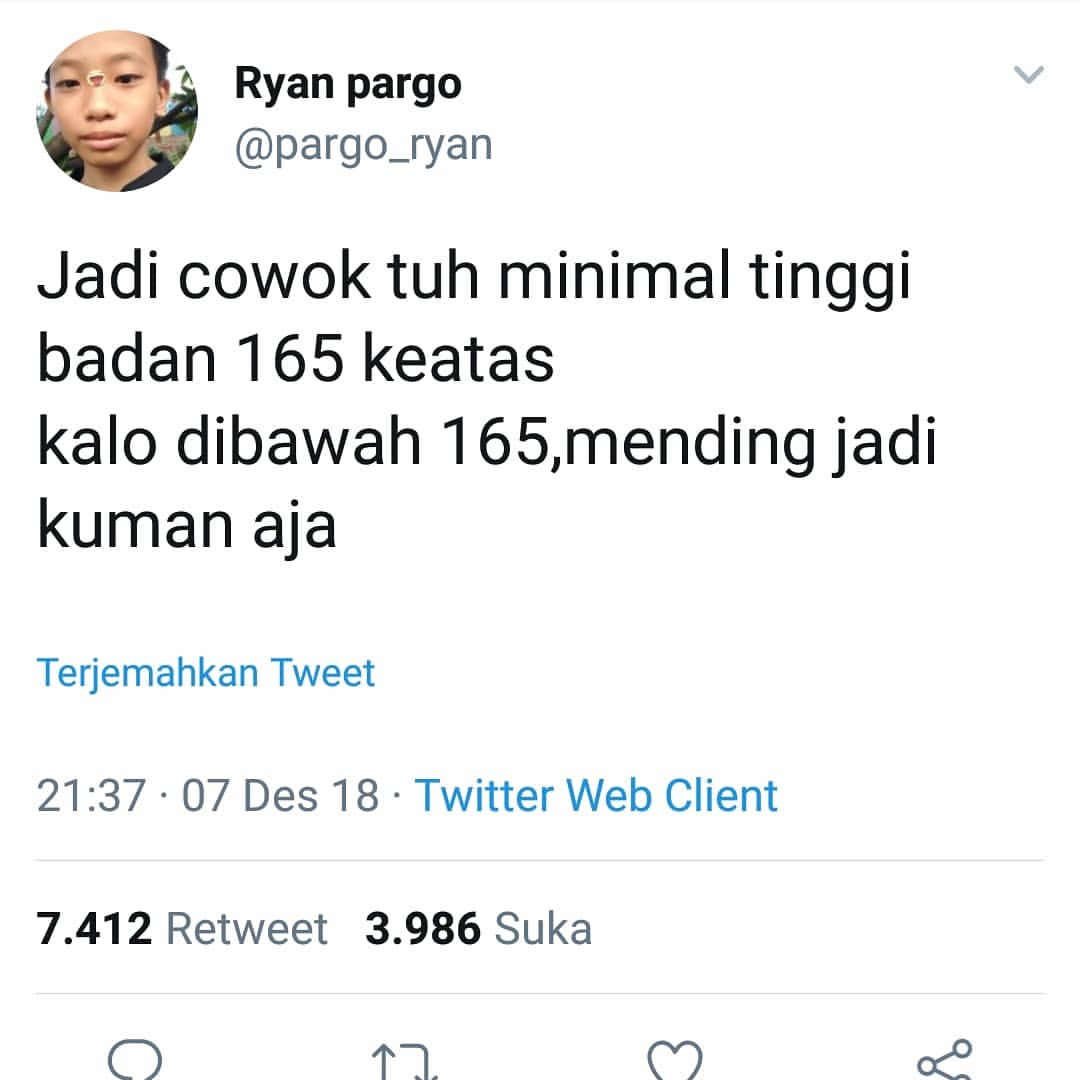 Ryan pargo
@pargo_ryan
Jadi cowok tuh minimal tinggi
badan 165 keatas
kalo dibawah 165,mending jadi
kuman aja
Terjemahkan Tweet
21:37 · 07 Des 18 · Twitter Web Client
7.412 Retweet 3.986 Suka